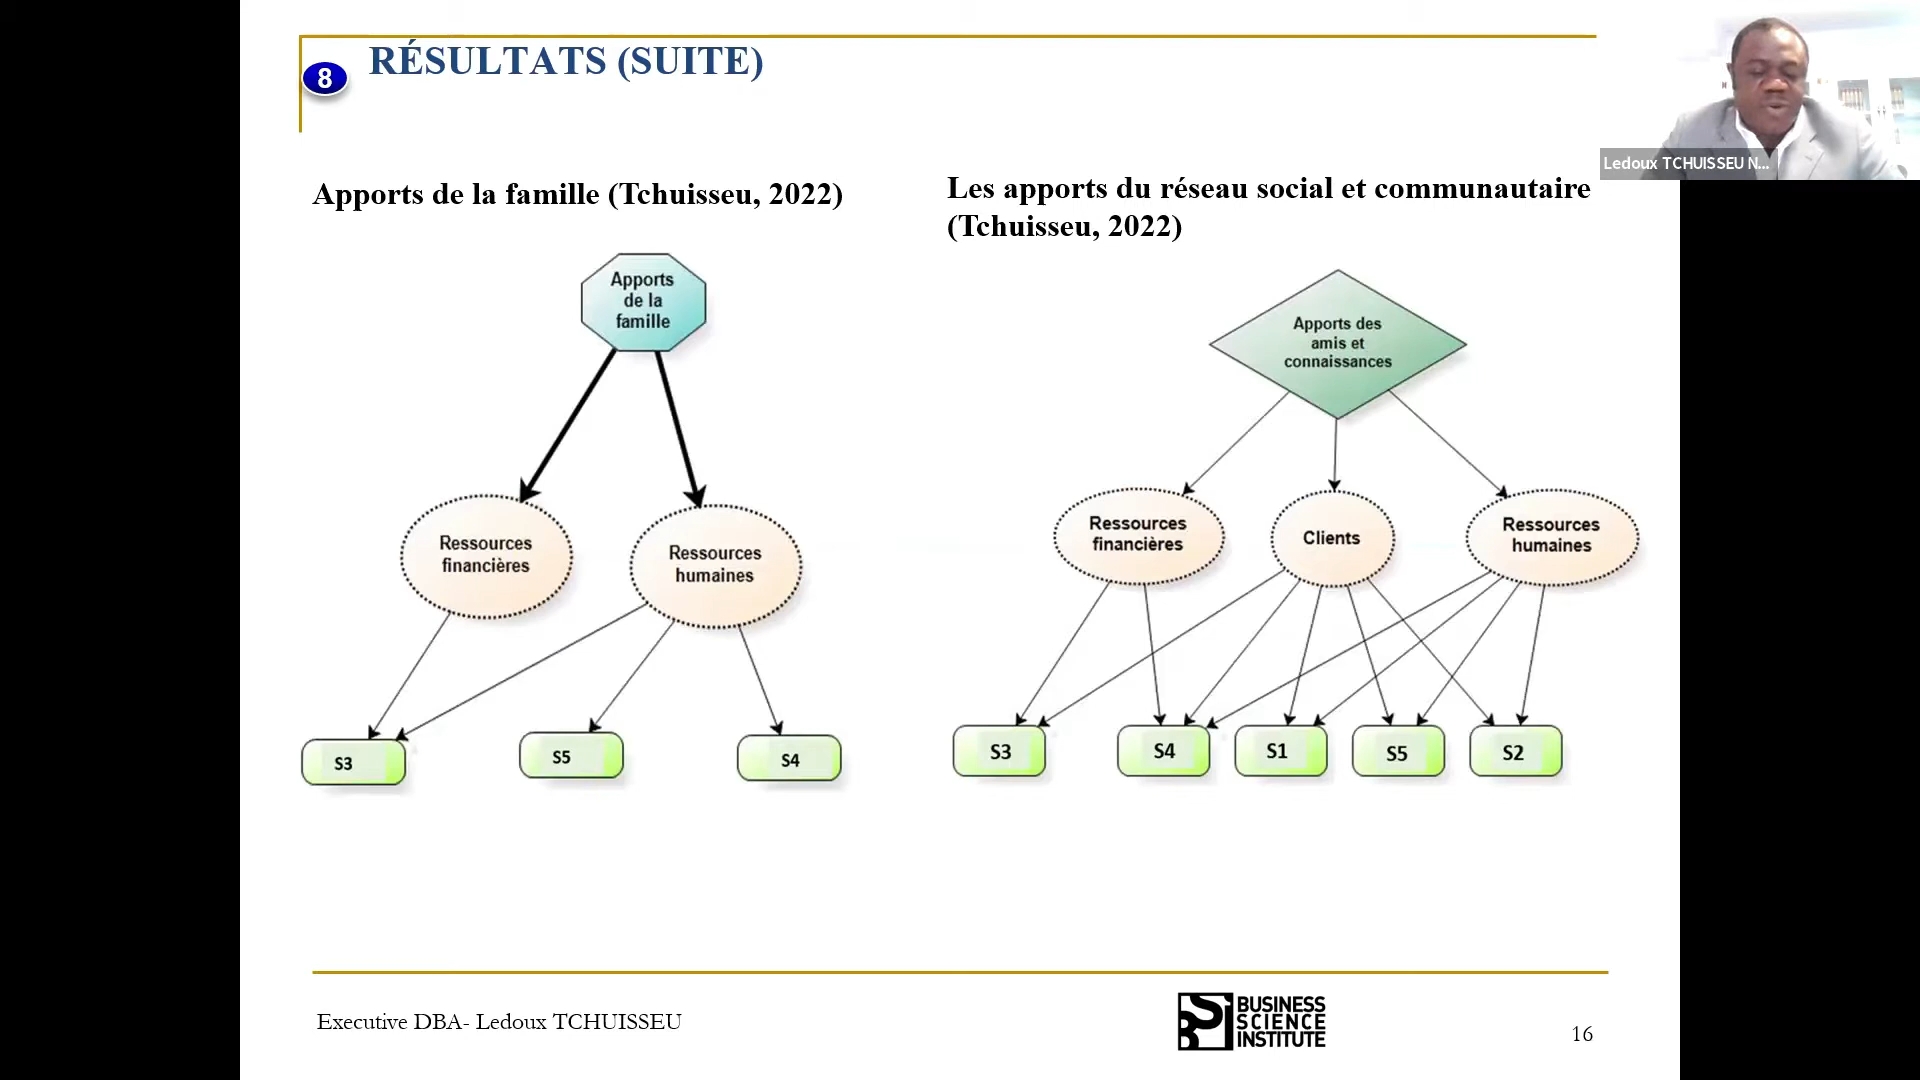 8
RÉSULTATS (SUITE)
Ledoux TCHUISSEU N...
Apports de la famille (Tchuisseu, 2022)
Apports
de la
famille
Ressources
financières
Ressources
humaines
S3
S5
S4
Les apports du réseau social et communautaire
(Tchuisseu, 2022)
Apports des
amis et
connaissances
Ressources
financières
Clients
Ressources
humaines
S3
S4
S1
S5
S2
Executive DBA- Ledoux TCHUISSEU
BUSINESS
SCIENCE
INSTITUTE
16